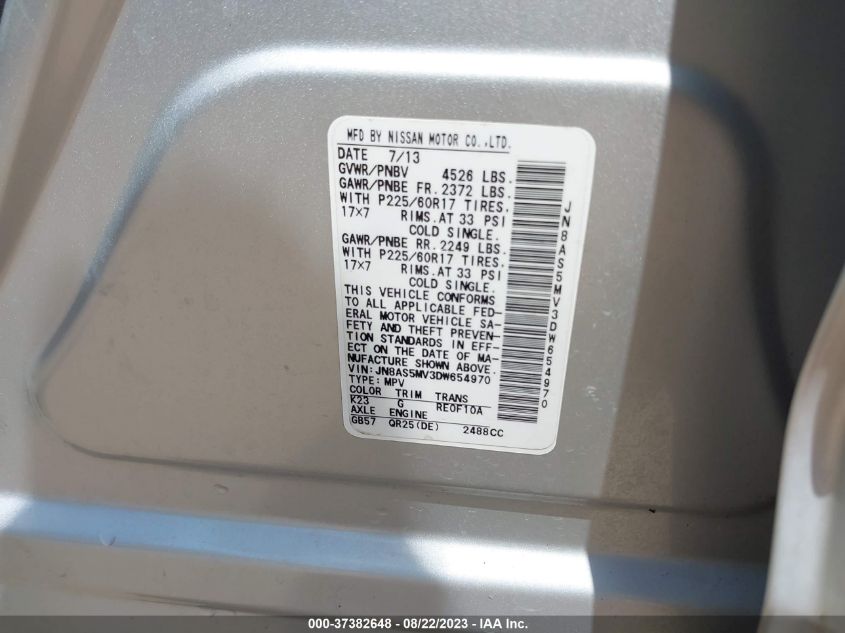 MFD BY NISSAN MOTOR CO.,LTD.
DATE 7/13
GVWR/PNBV 4526 LBS.
GAWR/PNBE FR. 2372 LBS.
WITH P225/60R17 TIRES.
17×7 RIMS. AT 33 PSI
COLD SINGLE.
GAWR/PNBE RR. 2249 LBS.
WITH P225/60R17 TIRES.
17×7 RIMS. AT 33 PSI
COLD SINGLE.
THIS VEHICLE CONFORMS
TO ALL APPLICABLE FED-
ERAL MOTOR VEHICLE SA-
FETY AND THEFT PREVEN-
TION STANDARDS IN EFF-
ECT ON THE DATE OF MA-
NUFACTURE SHOWN ABOVE.
VIN: JN8AS5MV3DW654970
TYPE: MPV
COLOR TRIM TRANS
K23 G RE0F10A
AXLE ENGINE
GB57 QR25(DE) 2488CC
JN8AS5MV3DW654970
000-37382648 - 08/22/2023 - IAA Inc.